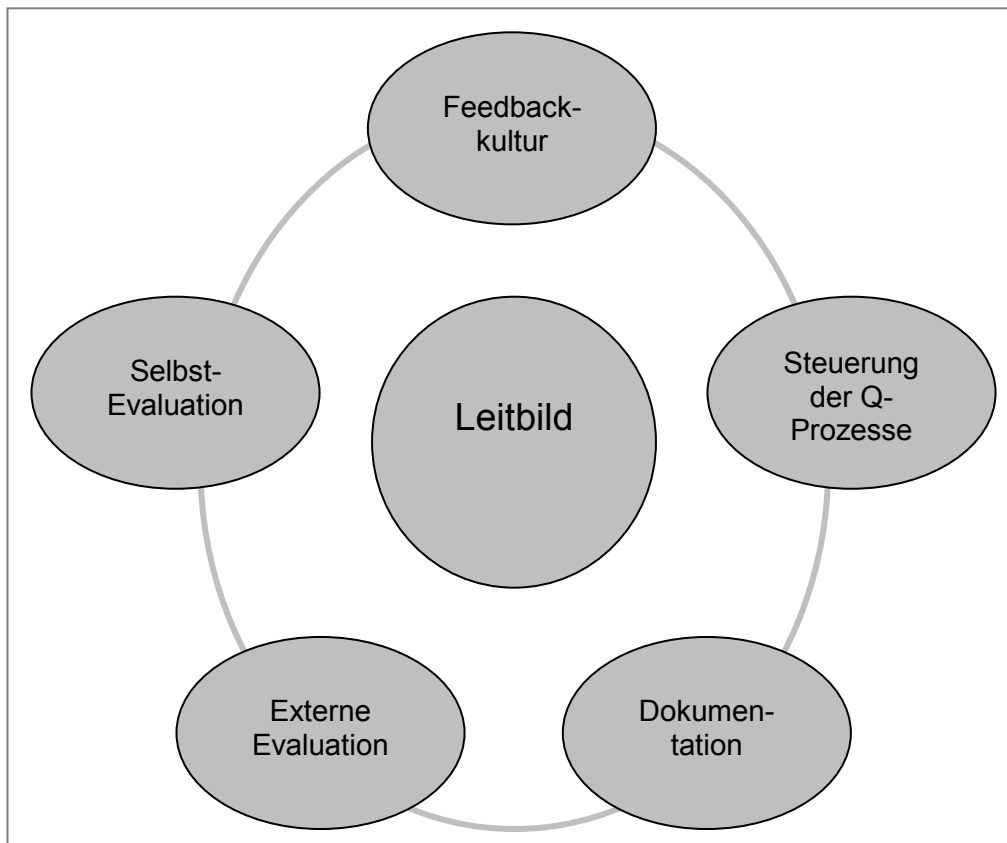 Feedback-
kultur
Selbst-
Evaluation
Leitbild
Steuerung
der Q-
Prozesse
Externe
Evaluation
Dokumen-
tation